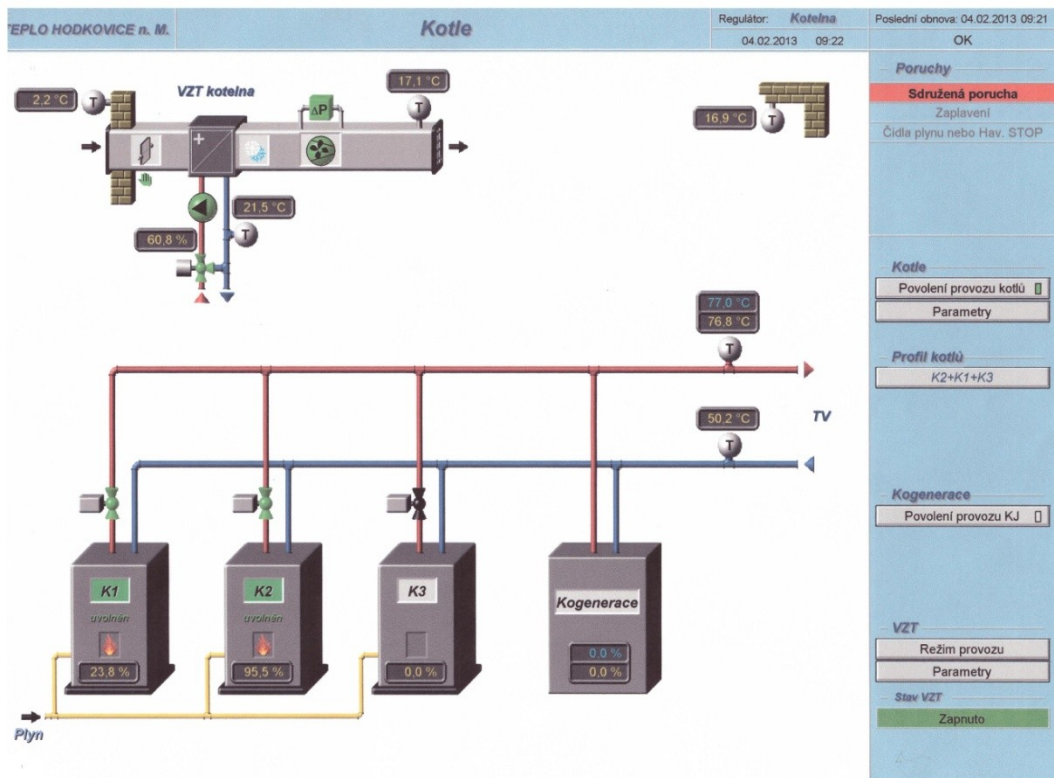 TEPLO HODKOVICE n. M.
Kotle
Regulátor: Kotelna
Poslední obnova: 04.02.2013 09:21
04.02.2013 09:22
OK
2,2 °C
T
VZT kotelna
ΔP
17,1 °C
T
16,9 °C
T
+
21,5 °C
T
60,8 %
77,0 °C
76,8 °C
T
50,2 °C
T
TV
K1
uvolněn
23,8 %
K2
uvolněn
95,5 %
K3
0,0 %
Kogenerace
0,0 %
0,0 %
Plyn
Poruchy
Sdružená porucha
Zaplavení
Čidla plynu nebo Hav. STOP
Kotle
Povolení provozu kotlů
Parametry
Profil kotlů
K2+K1+K3
Kogenerace
Povolení provozu KJ
VZT
Režim provozu
Parametry
Stav VZT
Zapnuto